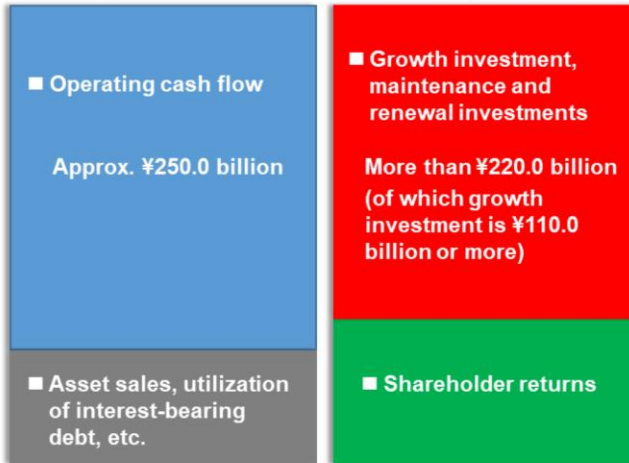 ■ Operating cash flow
Approx. ¥250.0 billion
■ Asset sales, utilization
of interest-bearing
debt, etc.
■ Growth investment,
maintenance and
renewal investments
More than ¥220.0 billion
(of which growth
investment is ¥110.0
billion or more)
■ Shareholder returns